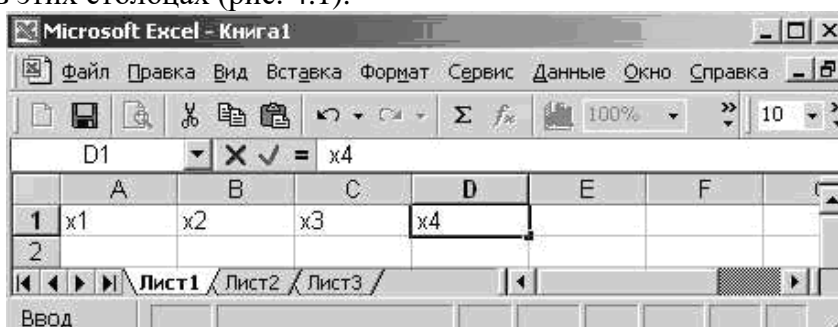 в этих столбцах (рис. 4.1).
Microsoft Excel - Книга1
Файл Правка Вид Вставка Формат Сервис Данные Окно Справка
Σ fx 100% » 10
D1 = x4
A B C D E F
1 x1 x2 x3 x4
2
Лист1 Лист2 Лист3
Ввод